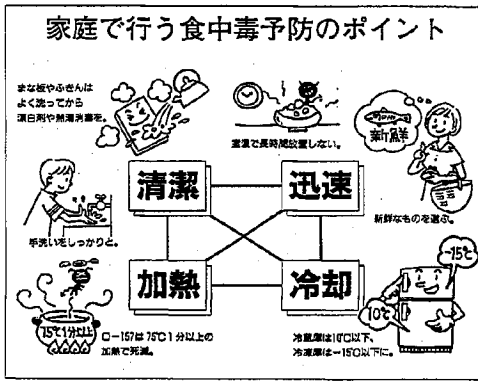 家庭で行う食中毒予防のポイント
まな板やふきんは
よく洗ってから
漂白剤や熱湯消毒を。
室温で長時間放置しない。
新鮮
新鮮なものを選ぶ。
清潔
迅速
手洗いをしっかりと。
加熱
冷却
-15℃
10℃
75℃1分以上
O-157は75℃1分以上の
加熱で死滅。
冷蔵庫は10℃以下、
冷凍庫は-15℃以下に。